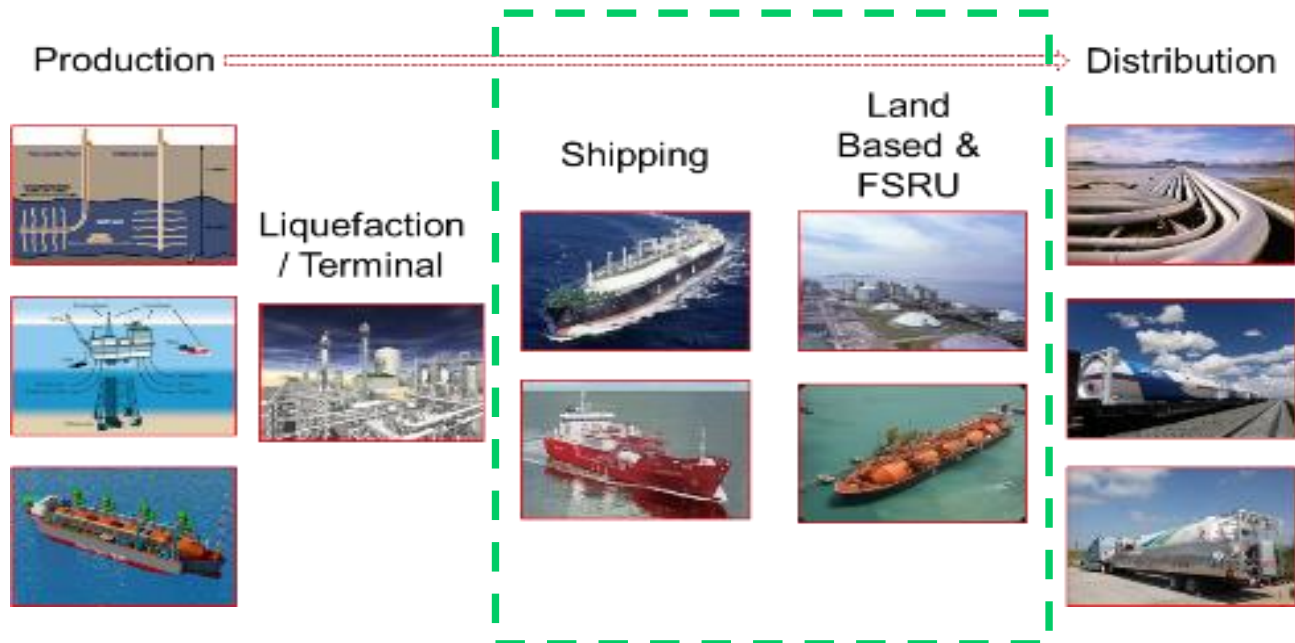 Production
Distribution
Land
Based &
FSRU
Shipping
Liquefaction
/ Terminal